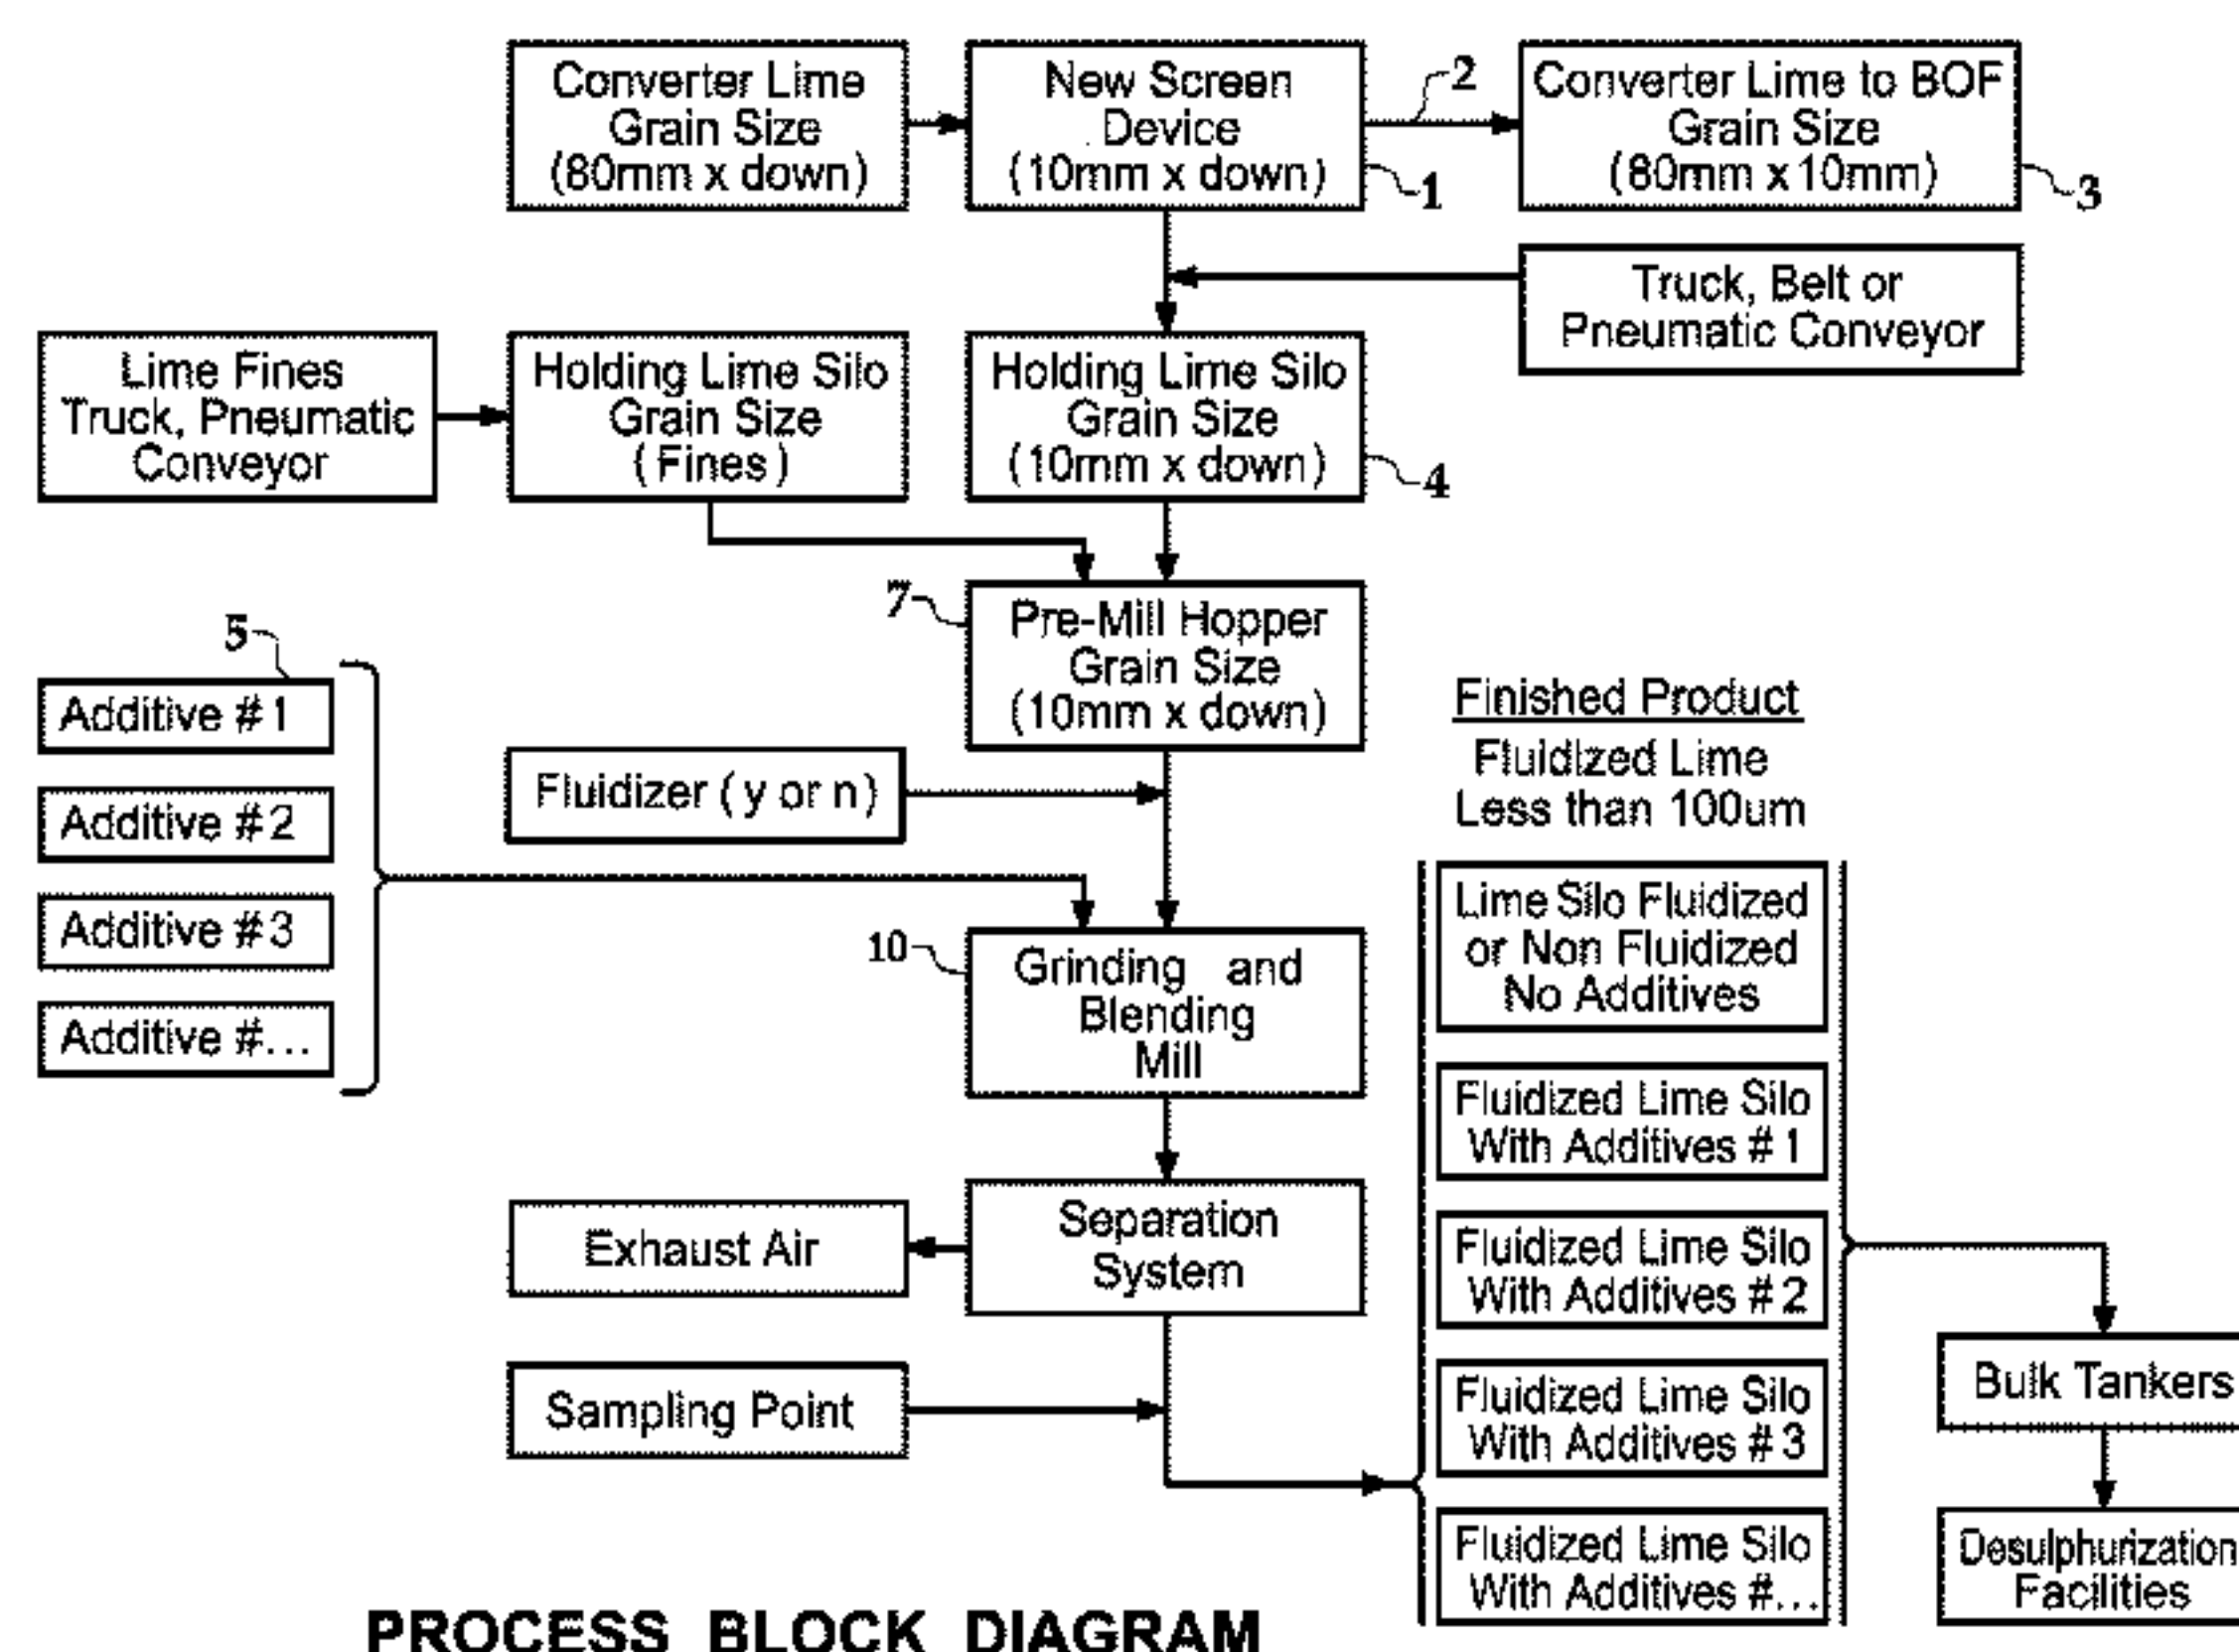 Converter Lime
Grain Size
(80mm x down)
New Screen
Device
(10mm x down)
2
Converter Lime to BOF
Grain Size
(80mm x 10mm)
1
3
Truck, Belt or
Pneumatic Conveyor
Lime Fines
Truck, Pneumatic
Conveyor
Holding Lime Silo
Grain Size
(Fines)
Holding Lime Silo
Grain Size
(10mm x down)
4
7
Pre-Mill Hopper
Grain Size
(10mm x down)
5
Additive #1
Additive #2
Additive #3
Additive #...
Fluidizer (y or n)
10
Grinding and
Blending
Mill
Separation
System
Exhaust Air
Sampling Point
Finished Product
Fluidized Lime
Less than 100um
Lime Silo Fluidized
or Non Fluidized
No Additives
Fluidized Lime Silo
With Additives #1
Fluidized Lime Silo
With Additives #2
Fluidized Lime Silo
With Additives #3
Fluidized Lime Silo
With Additives #...
Bulk Tankers
Desulphurization
Facilities
PROCESS BLOCK DIAGRAM